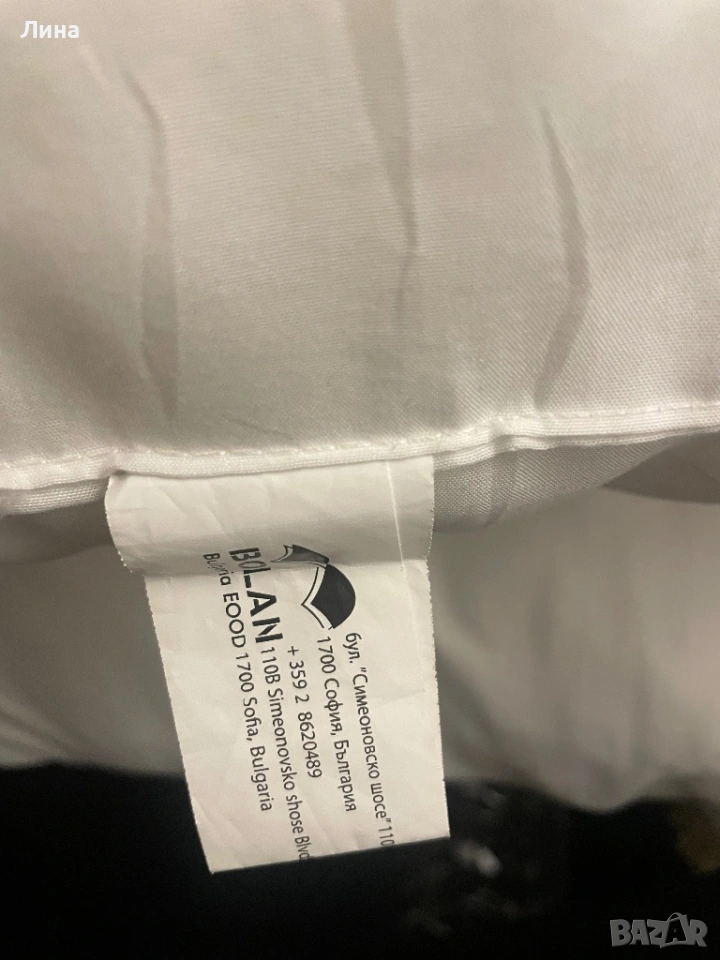 Лина
бул. "Симеоновско шосе" 110
1700 София, България
+ 359 2 8620489
BOLAN 110B Simeonovsko shose Blvd
EOOD 1700 Sofia, Bulgaria
BAZAR